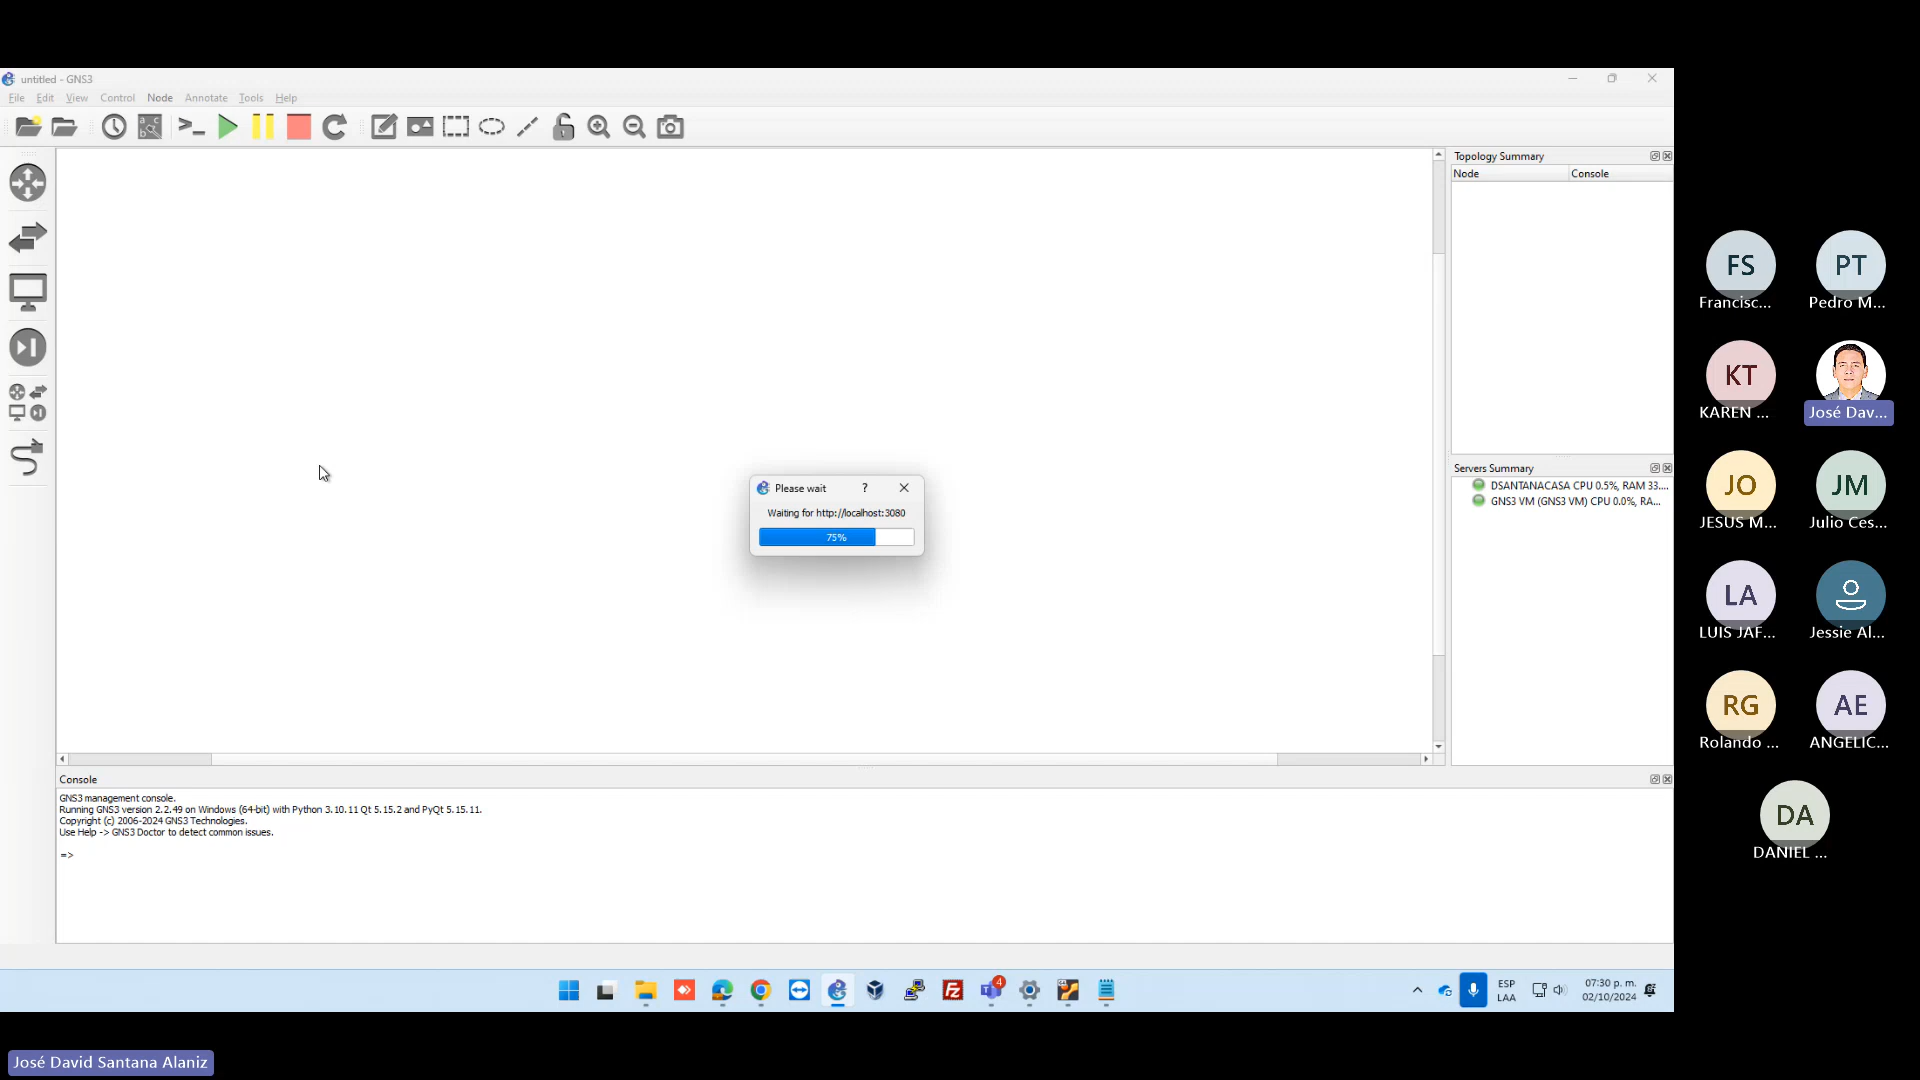 untitled - GNS3
File Edit View Control Node Annotate Tools Help
Topology Summary
Node Console
Please wait ?
Waiting for http://localhost:3080
75%
Servers Summary
DSANTANACASA CPU 0.5%, RAM 33....
GNS3 VM (GNS3 VM) CPU 0.0%, RA...
Console
GNS3 management console.
Running GNS3 version 2.2.49 on Windows (64-bit) with Python 3.10.11 Qt 5.15.2 and PyQt 5.15.11.
Copyright (c) 2006-2024 GNS3 Technologies.
Use Help -> GNS3 Doctor to detect common issues.
=>
FS
Francisc...
PT
Pedro M...
KT
KAREN ...
José Dav...
JO
JESUS M...
JM
Julio Ces...
LA
LUIS JAF...
Jessie Al...
RG
Rolando ...
AE
ANGELIC...
DA
DANIEL ...
4
ESP
LAA
07:30 p. m.
02/10/2024
José David Santana Alaniz